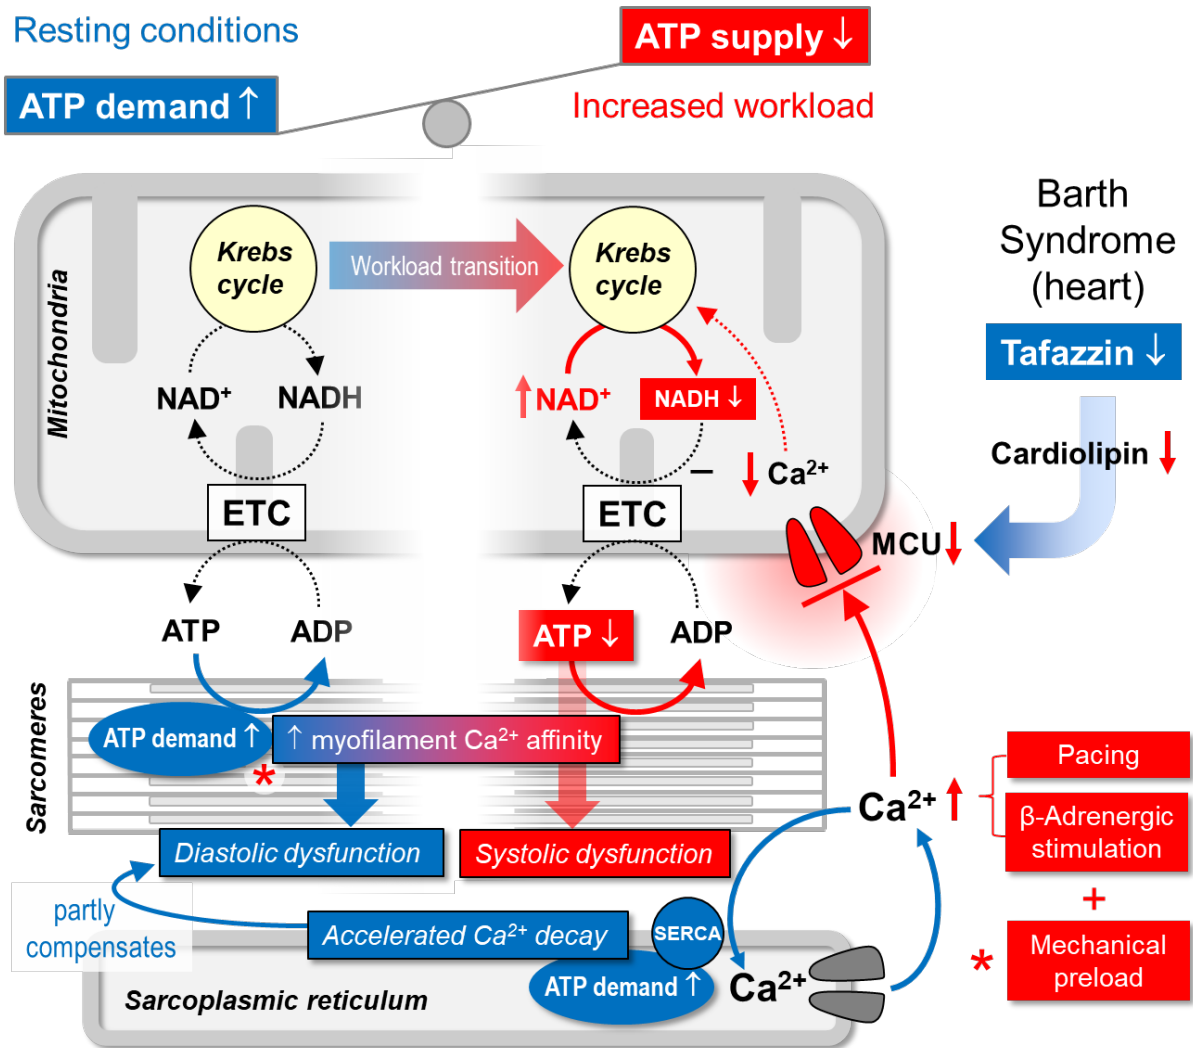 Resting conditions
ATP supply ↓
ATP demand ↑
Increased workload
Barth
Syndrome
(heart)
Tafazzin ↓
Cardiolipin ↓
Mitochondria
Krebs
cycle
Workload transition
Krebs
cycle
NAD⁺
NADH
↑ NAD⁺
NADH ↓
–
↓ Ca²⁺
ETC
ETC
MCU ↓
ATP
ADP
ATP ↓
ADP
Sarcomeres
ATP demand ↑
↑ myofilament Ca²⁺ affinity
*
Diastolic dysfunction
Systolic dysfunction
Ca²⁺ ↑
Pacing
β-Adrenergic
stimulation
+
* Mechanical
preload
partly
compensates
Accelerated Ca²⁺ decay
SERCA
ATP demand ↑
Ca²⁺
Sarcoplasmic reticulum